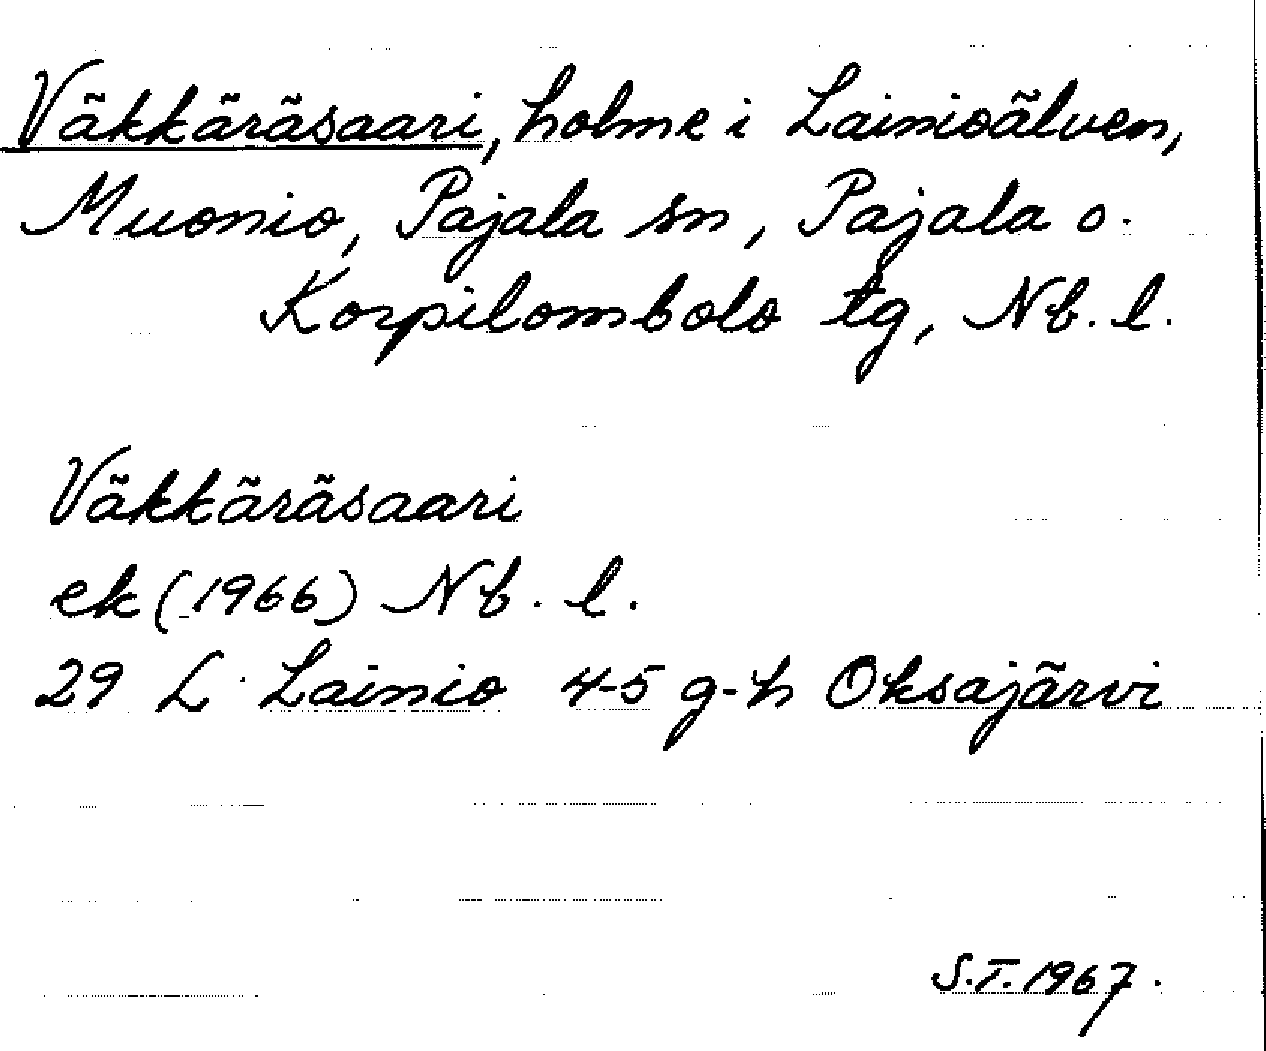 Väkkäräsaari, holme i Lainioälven,
Muonio, Pajala sn, Pajala o.
Korpilombolo tg, Nb. l.
Väkkäräsaari
ek (1966) Nb. l.
29 L Lainio 4-5 g-h Oksajärvi
S.T. 1967.